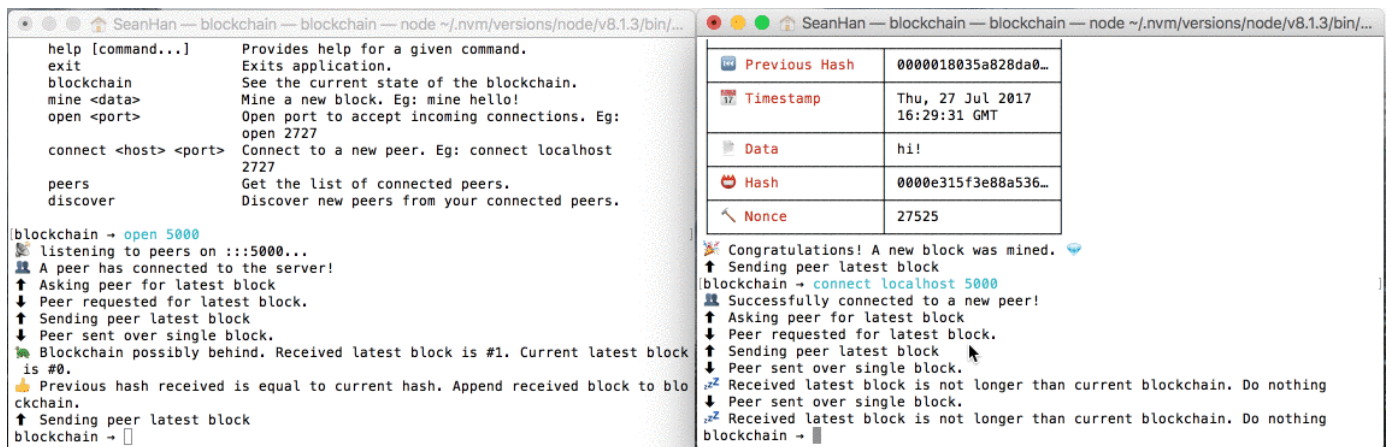 SeanHan — blockchain — blockchain — node ~/.nvm/versions/node/v8.1.3/bin/...
help [command...] Provides help for a given command.
exit Exits application.
blockchain See the current state of the blockchain.
mine <data> Mine a new block. Eg: mine hello!
open <port> Open port to accept incoming connections. Eg:
open 2727
connect <host> <port> Connect to a new peer. Eg: connect localhost
2727
peers Get the list of connected peers.
discover Discover new peers from your connected peers.
[blockchain → open 5000 ]
📡 listening to peers on :::5000...
👥 A peer has connected to the server!
⬆ Asking peer for latest block
⬇ Peer requested for latest block.
⬆ Sending peer latest block
⬇ Peer sent over single block.
🐢 Blockchain possibly behind. Received latest block is #1. Current latest block
is #0.
👍 Previous hash received is equal to current hash. Append received block to blo
ckchain.
⬆ Sending peer latest block
blockchain →
SeanHan — blockchain — blockchain — node ~/.nvm/versions/node/v8.1.3/bin/...
⏮ Previous Hash 0000018035a828da0…
📅 Timestamp Thu, 27 Jul 2017
16:29:31 GMT
📄 Data hi!
📛 Hash 0000e315f3e88a536…
🔨 Nonce 27525
🎉 Congratulations! A new block was mined. 💎
⬆ Sending peer latest block
[blockchain → connect localhost 5000 ]
👥 Successfully connected to a new peer!
⬆ Asking peer for latest block
⬇ Peer requested for latest block.
⬆ Sending peer latest block
⬇ Peer sent over single block.
💤 Received latest block is not longer than current blockchain. Do nothing
⬇ Peer sent over single block.
💤 Received latest block is not longer than current blockchain. Do nothing
blockchain →